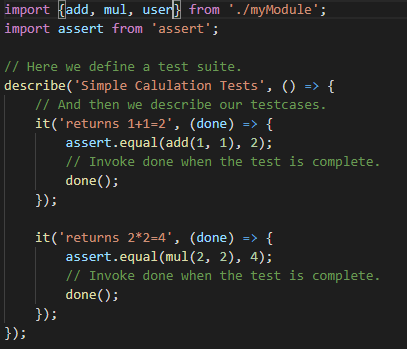 import {add, mul, user} from './myModule';
import assert from 'assert';

// Here we define a test suite.
describe('Simple Calulation Tests', () => {
    // And then we describe our testcases.
    it('returns 1+1=2', (done) => {
        assert.equal(add(1, 1), 2);
        // Invoke done when the test is complete.
        done();
    });

    it('returns 2*2=4', (done) => {
        assert.equal(mul(2, 2), 4);
        // Invoke done when the test is complete.
        done();
    });
});